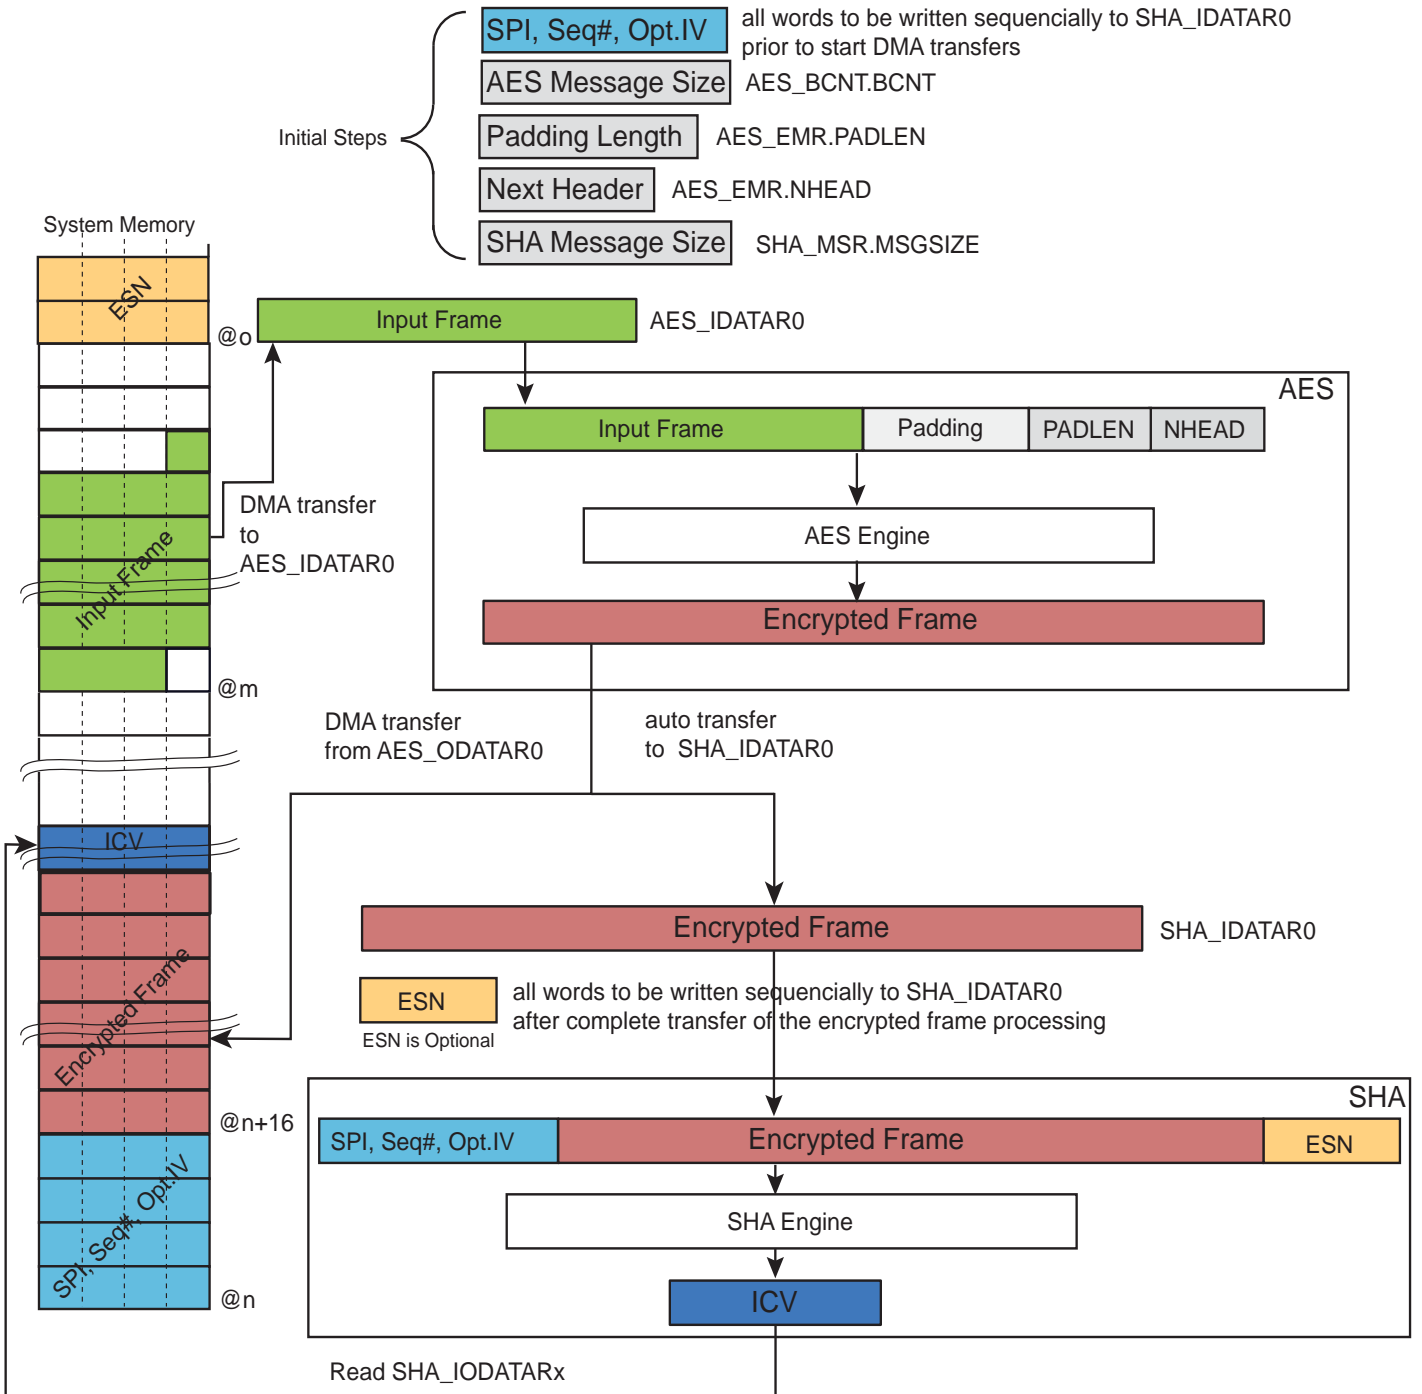 SPI, Seq#, Opt.IV
all words to be written sequencially to SHA_IDATAR0
prior to start DMA transfers
AES Message Size
AES_BCNT.BCNT
Initial Steps
Padding Length
AES_EMR.PADLEN
Next Header
AES_EMR.NHEAD
SHA Message Size
SHA_MSR.MSGSIZE
System Memory
ESN
@o
Input Frame
AES_IDATAR0
AES
Input Frame
Padding
PADLEN
NHEAD
DMA transfer
to
AES_IDATAR0
AES Engine
Input Frame
Encrypted Frame
@m
DMA transfer
from AES_ODATAR0
auto transfer
to SHA_IDATAR0
ICV
Encrypted Frame
SHA_IDATAR0
Encrypted Frame
ESN
ESN is Optional
all words to be written sequencially to SHA_IDATAR0
after complete transfer of the encrypted frame processing
@n+16
SHA
SPI, Seq#, Opt.IV
Encrypted Frame
ESN
SPI, Seq#, Opt.IV
SHA Engine
@n
ICV
Read SHA_IODATARx